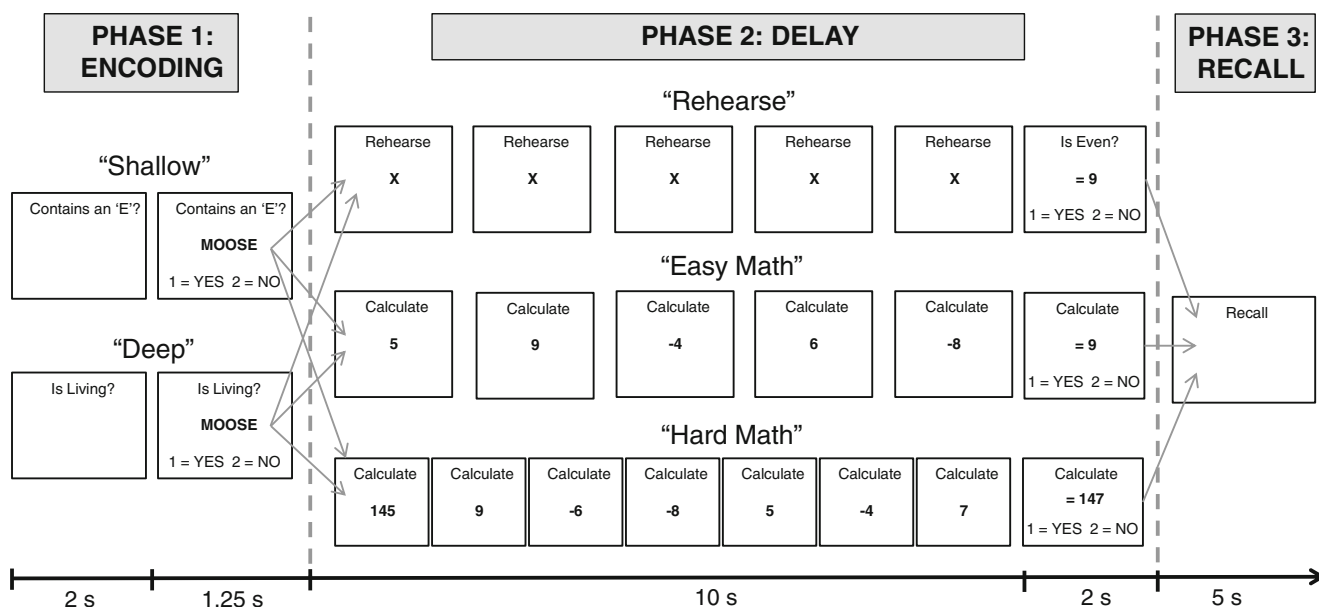 PHASE 1:
ENCODING
PHASE 2: DELAY
PHASE 3:
RECALL
“Shallow”
Contains an ‘E’?
Contains an ‘E’?
MOOSE
1 = YES 2 = NO
“Deep”
Is Living?
Is Living?
MOOSE
1 = YES 2 = NO
“Rehearse”
Rehearse
X
Rehearse
X
Rehearse
X
Rehearse
X
Rehearse
X
Is Even?
= 9
1 = YES 2 = NO
“Easy Math”
Calculate
5
Calculate
9
Calculate
-4
Calculate
6
Calculate
-8
Calculate
= 9
1 = YES 2 = NO
“Hard Math”
Calculate
145
Calculate
9
Calculate
-6
Calculate
-8
Calculate
5
Calculate
-4
Calculate
7
Calculate
= 147
1 = YES 2 = NO
Recall
2 s
1.25 s
10 s
2 s
5 s